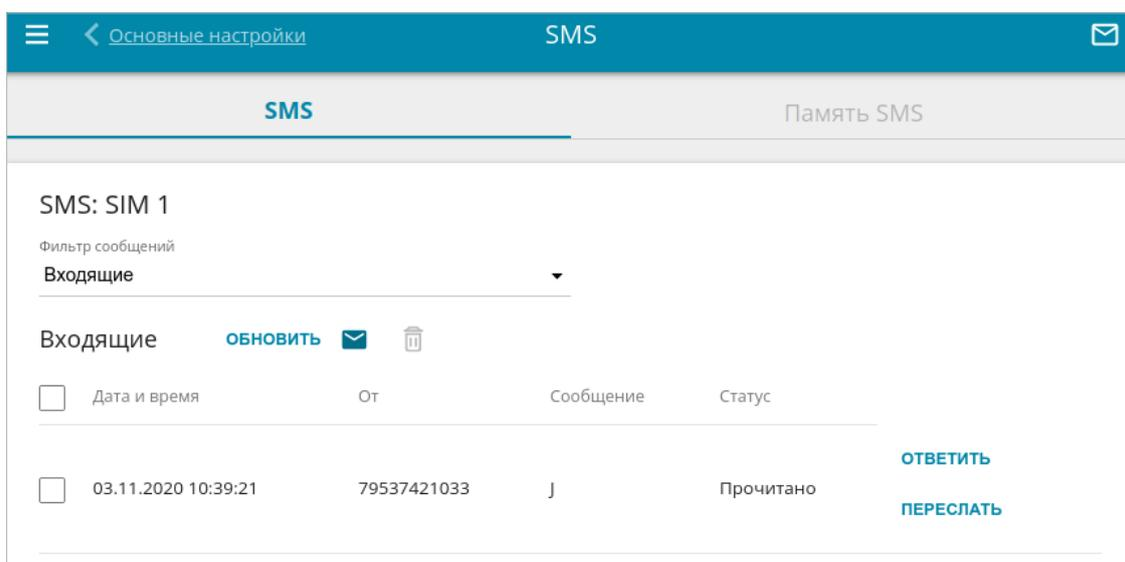 Основные настройки SMS
SMS Память SMS
SMS: SIM 1
Фильтр сообщений
Входящие
Входящие ОБНОВИТЬ
Дата и время От Сообщение Статус
ОТВЕТИТЬ
03.11.2020 10:39:21 79537421033 J Прочитано
ПЕРЕСЛАТЬ